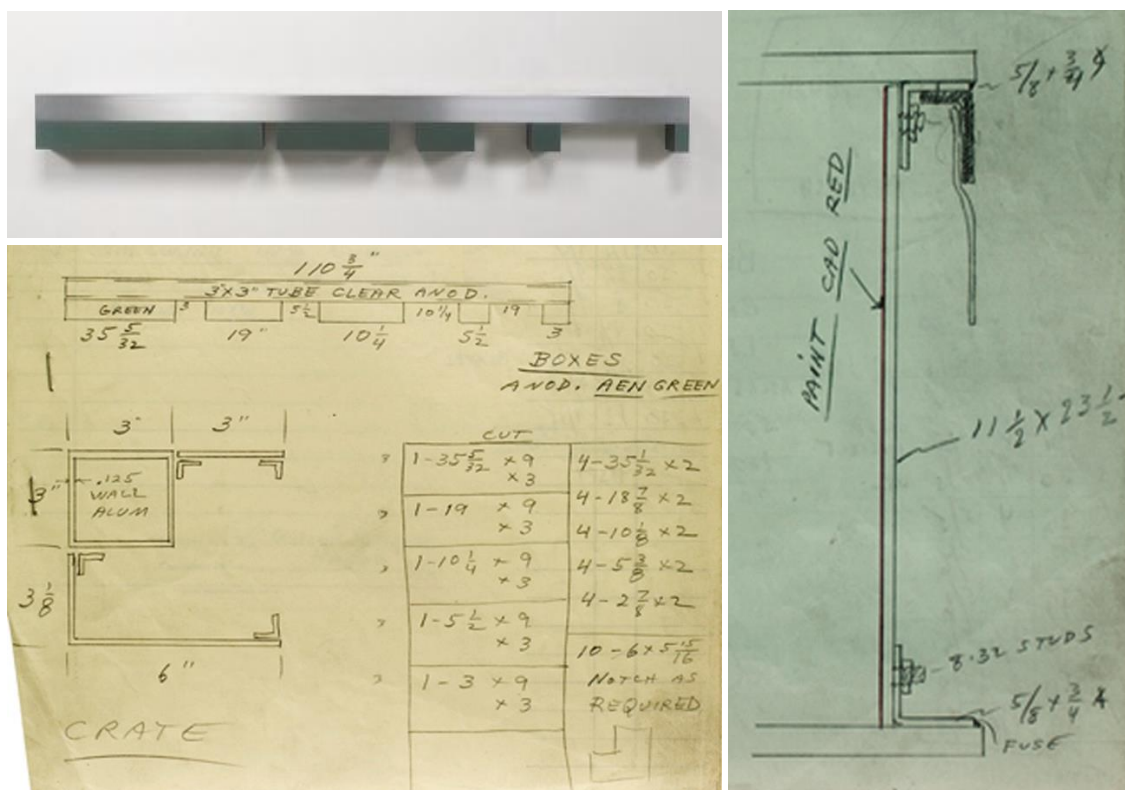 110 3/4"
3"X3" TUBE CLEAR ANOD.
GREEN 3 5 1/2 10 1/4 19
35 5/32 19" 10 1/4 5 1/2 3
BOXES
ANOD. AEN GREEN
3" 3"
3"
.125
WALL
ALUM
3 1/8
6"
CRATE
CUT
1-35 5/32 x 9
x 3
1-19 x 9
x 3
1-10 1/4 x 9
x 3
1-5 1/2 x 9
x 3
1-3 x 9
x 3
4-35 1/32 x 2
4-18 7/8 x 2
4-10 1/8 x 2
4-5 3/8 x 2
4-2 7/8 x 2
10-6 x 5 15/16
NOTCH AS
REQUIRED
5/8 + 3/4
PAINT CAD RED
11 1/2 X 23 1/2
8.32 STUDS
5/8 + 3/4
FUSE